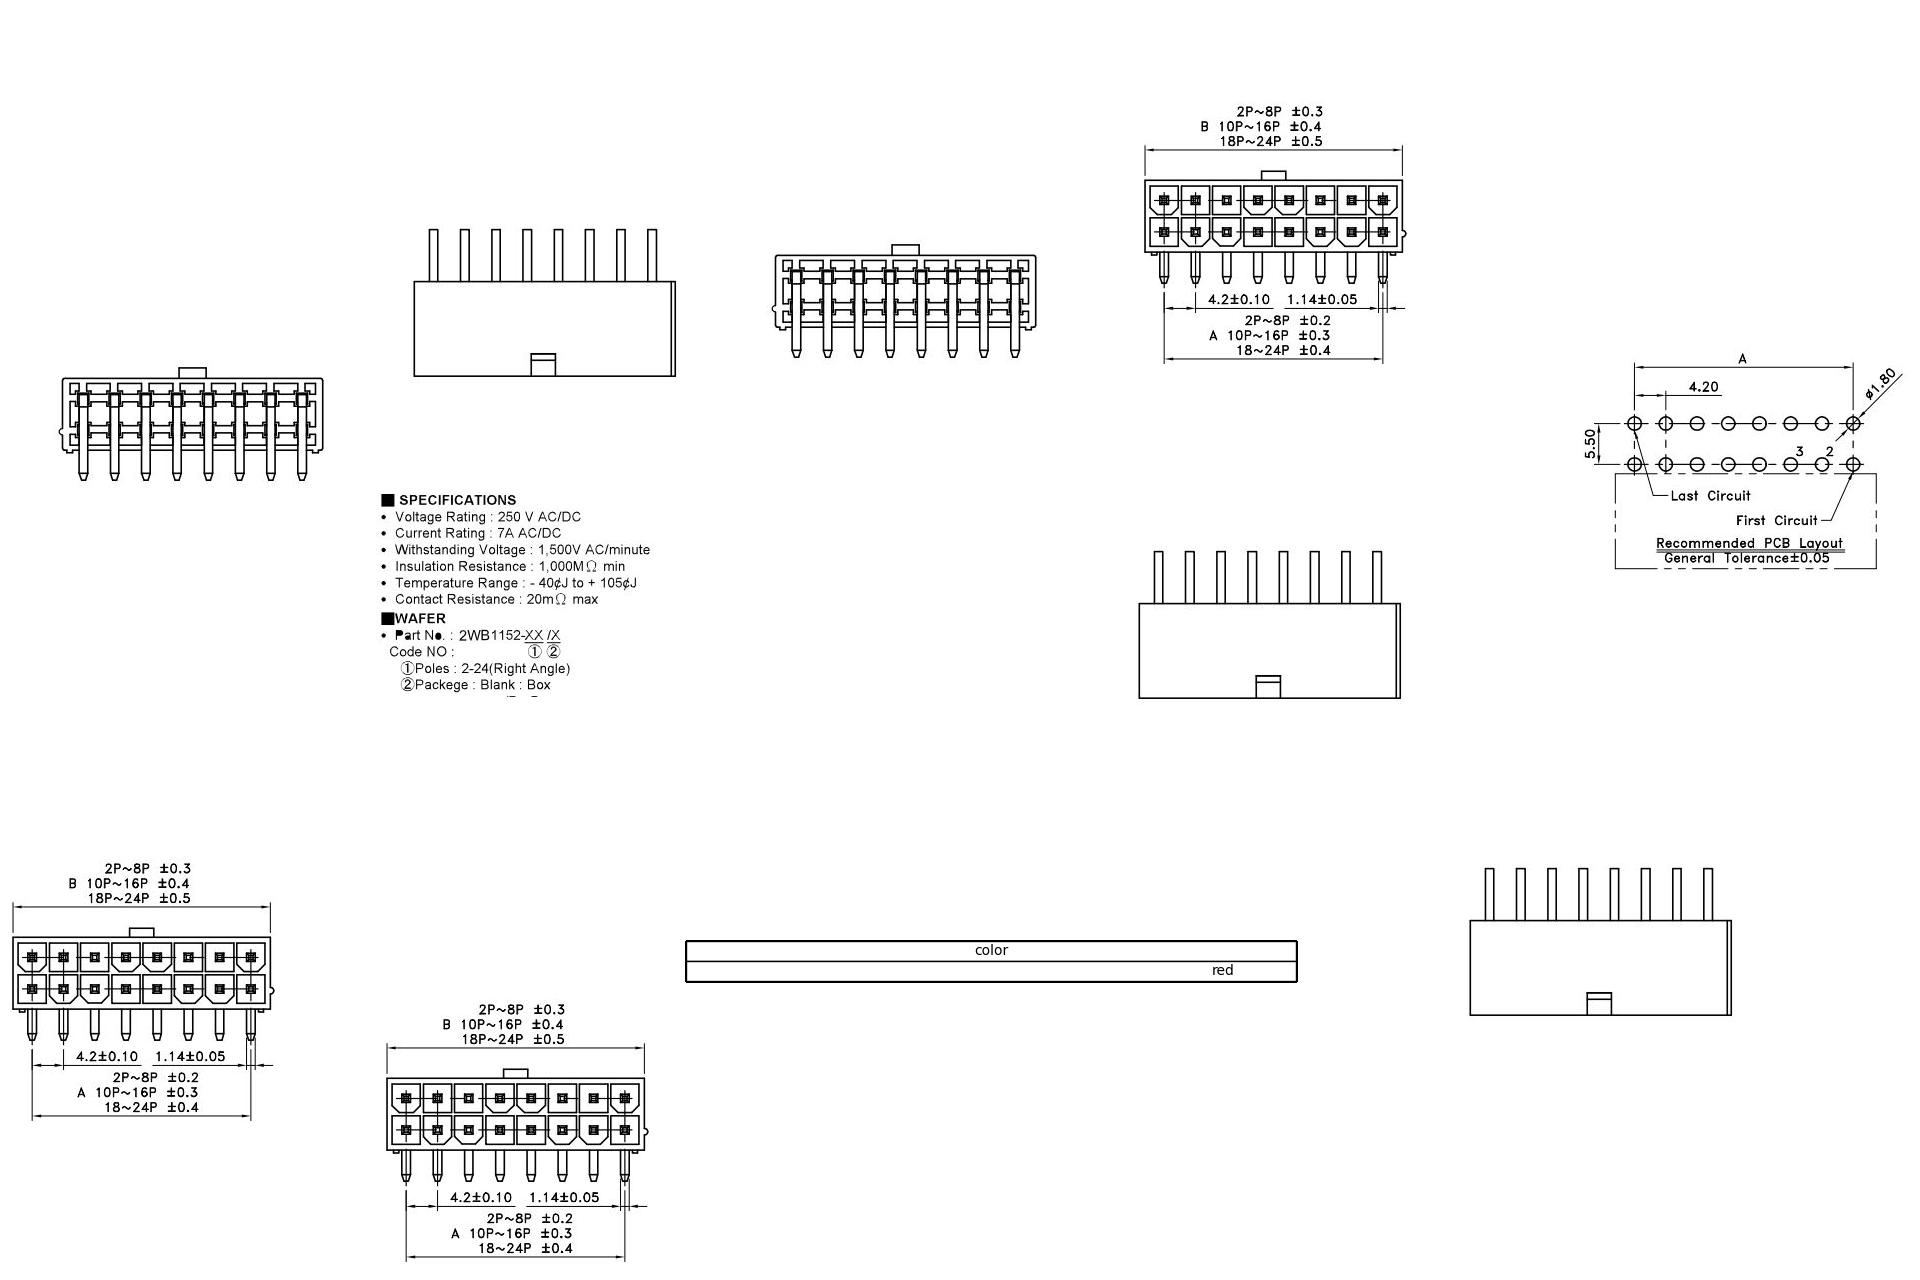 2P~8P ±0.3
B 10P~16P ±0.4
18P~24P ±0.5
4.2±0.10 1.14±0.05
2P~8P ±0.2
A 10P~16P ±0.3
18~24P ±0.4
A
4.20
ø1.80
5.50
3 2
Last Circuit
First Circuit
Recommended PCB Layout
General Tolerance±0.05
■ SPECIFICATIONS
• Voltage Rating : 250 V AC/DC
• Current Rating : 7A AC/DC
• Withstanding Voltage : 1,500V AC/minute
• Insulation Resistance : 1,000MΩ min
• Temperature Range : - 40¢J to + 105¢J
• Contact Resistance : 20mΩ max
■WAFER
• Part No. : 2WB1152-XX /X
Code NO : ① ②
①Poles : 2-24(Right Angle)
②Packege : Blank : Box
2P~8P ±0.3
B 10P~16P ±0.4
18P~24P ±0.5
4.2±0.10 1.14±0.05
2P~8P ±0.2
A 10P~16P ±0.3
18~24P ±0.4
color
red
2P~8P ±0.3
B 10P~16P ±0.4
18P~24P ±0.5
4.2±0.10 1.14±0.05
2P~8P ±0.2
A 10P~16P ±0.3
18~24P ±0.4